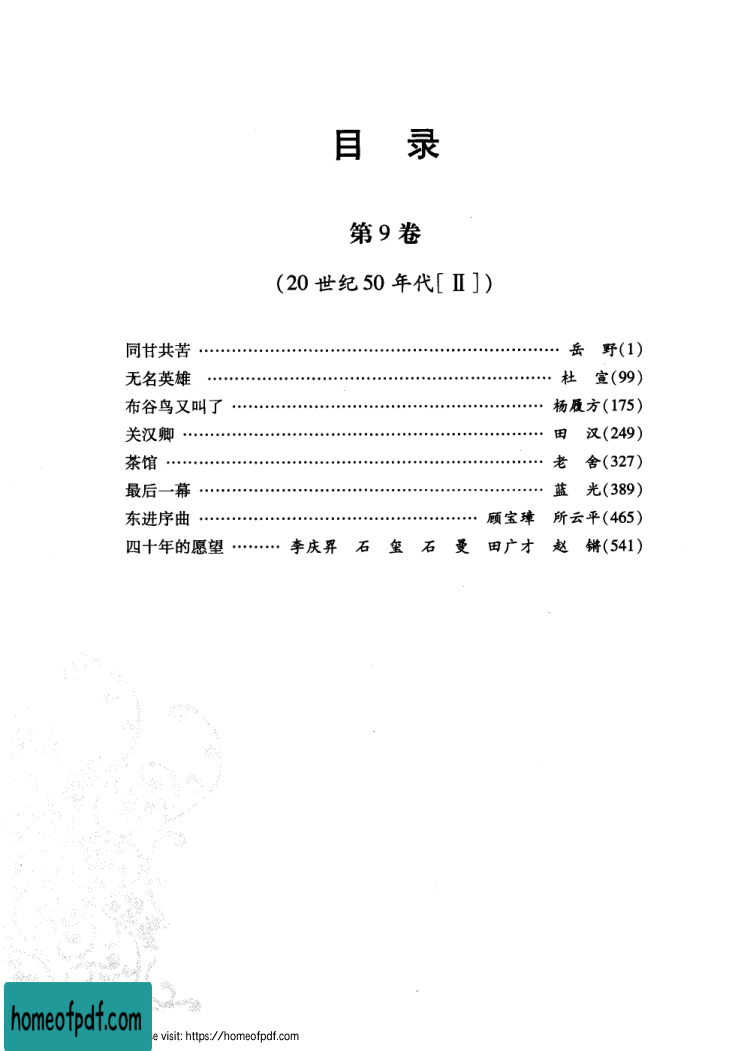 目 录
第9卷
(20世纪50年代[Ⅱ])
同甘共苦 …………………………………………………………… 岳 野(1)
无名英雄 ………………………………………………………… 杜 宣(99)
布谷鸟又叫了 …………………………………………………… 杨履方(175)
关汉卿 …………………………………………………………… 田 汉(249)
茶馆 ……………………………………………………………… 老 舍(327)
最后一幕 ………………………………………………………… 蓝 光(389)
东进序曲 ……………………………………………… 顾宝璋 所云平(465)
四十年的愿望 ……… 李庆昇 石 玺 石 曼 田广才 赵 锵(541)
homeofpdf.com
e visit: https://homeofpdf.com